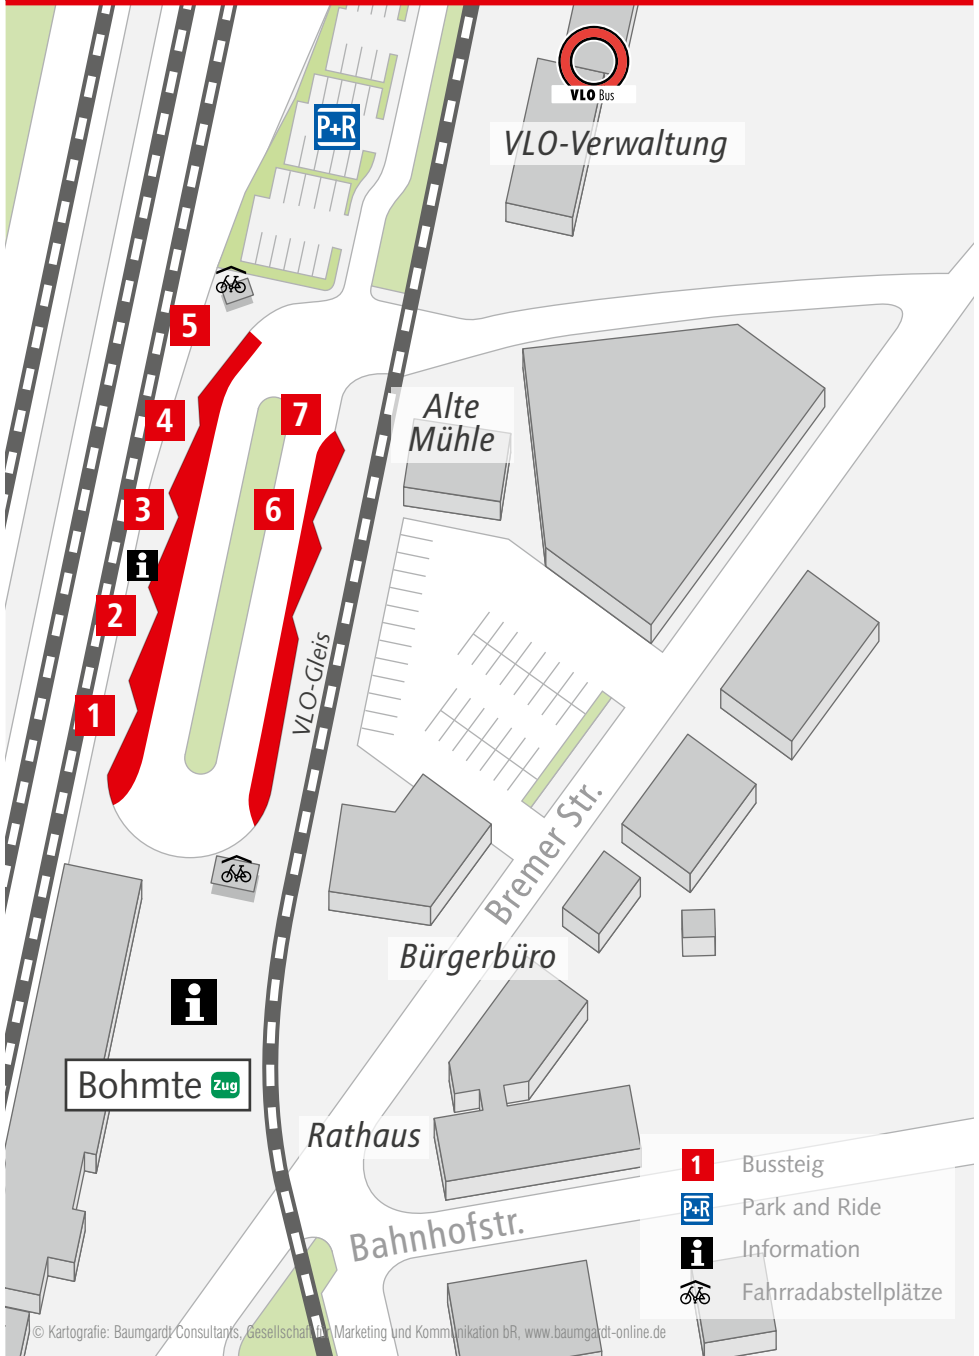 VLO Bus
P+R
VLO-Verwaltung
5
4
7
Alte
Mühle
3
6
i
2
VLO-Gleis
1
Bremer Str.
Bürgerbüro
i
Bohmte Zug
Rathaus
Bahnhofstr.
1 Bussteig
P+R Park and Ride
i Information
Fahrradabstellplätze
© Kartografie: Baumgardt Consultants, Gesellschaft für Marketing und Kommunikation bR, www.baumgardt-online.de